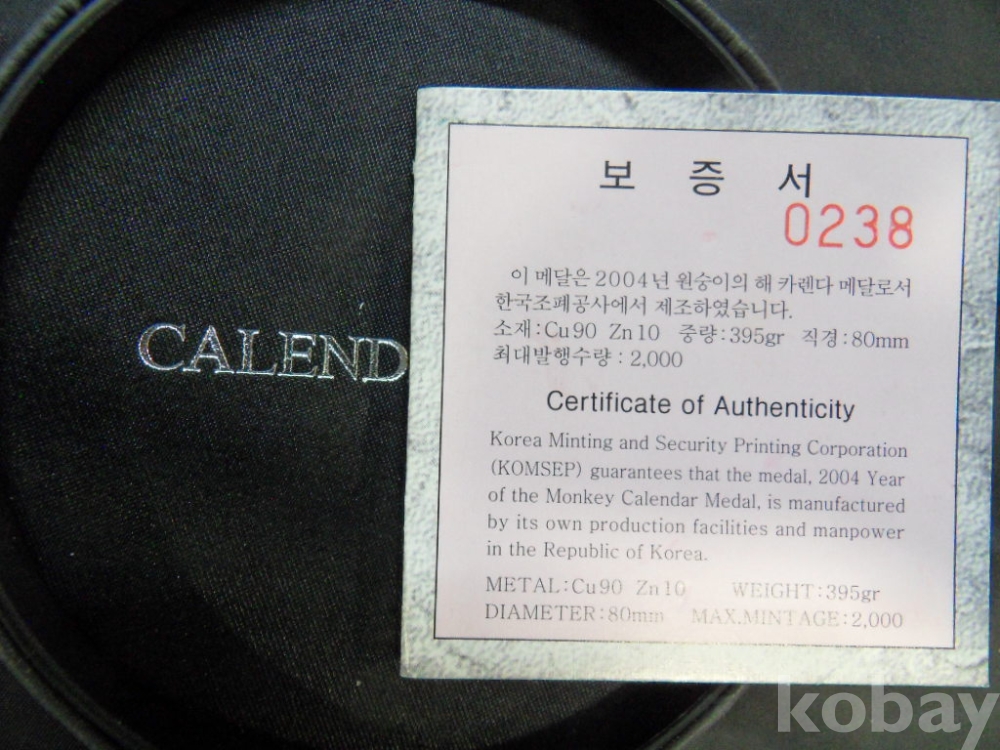 CALEND
보 증 서
0238
이 메달은 2004년 원숭이의 해 카렌다 메달로서
한국조폐공사에서 제조하였습니다.
소재:Cu90 Zn10 중량:395gr 직경:80mm
최대발행수량 : 2,000
Certificate of Authenticity
Korea Minting and Security Printing Corporation
(KOMSEP) guarantees that the medal, 2004 Year
of the Monkey Calendar Medal, is manufactured
by its own production facilities and manpower
in the Republic of Korea.
METAL:Cu90 Zn10 WEIGHT:395gr
DIAMETER:80mm MAX.MINTAGE:2,000
kobay